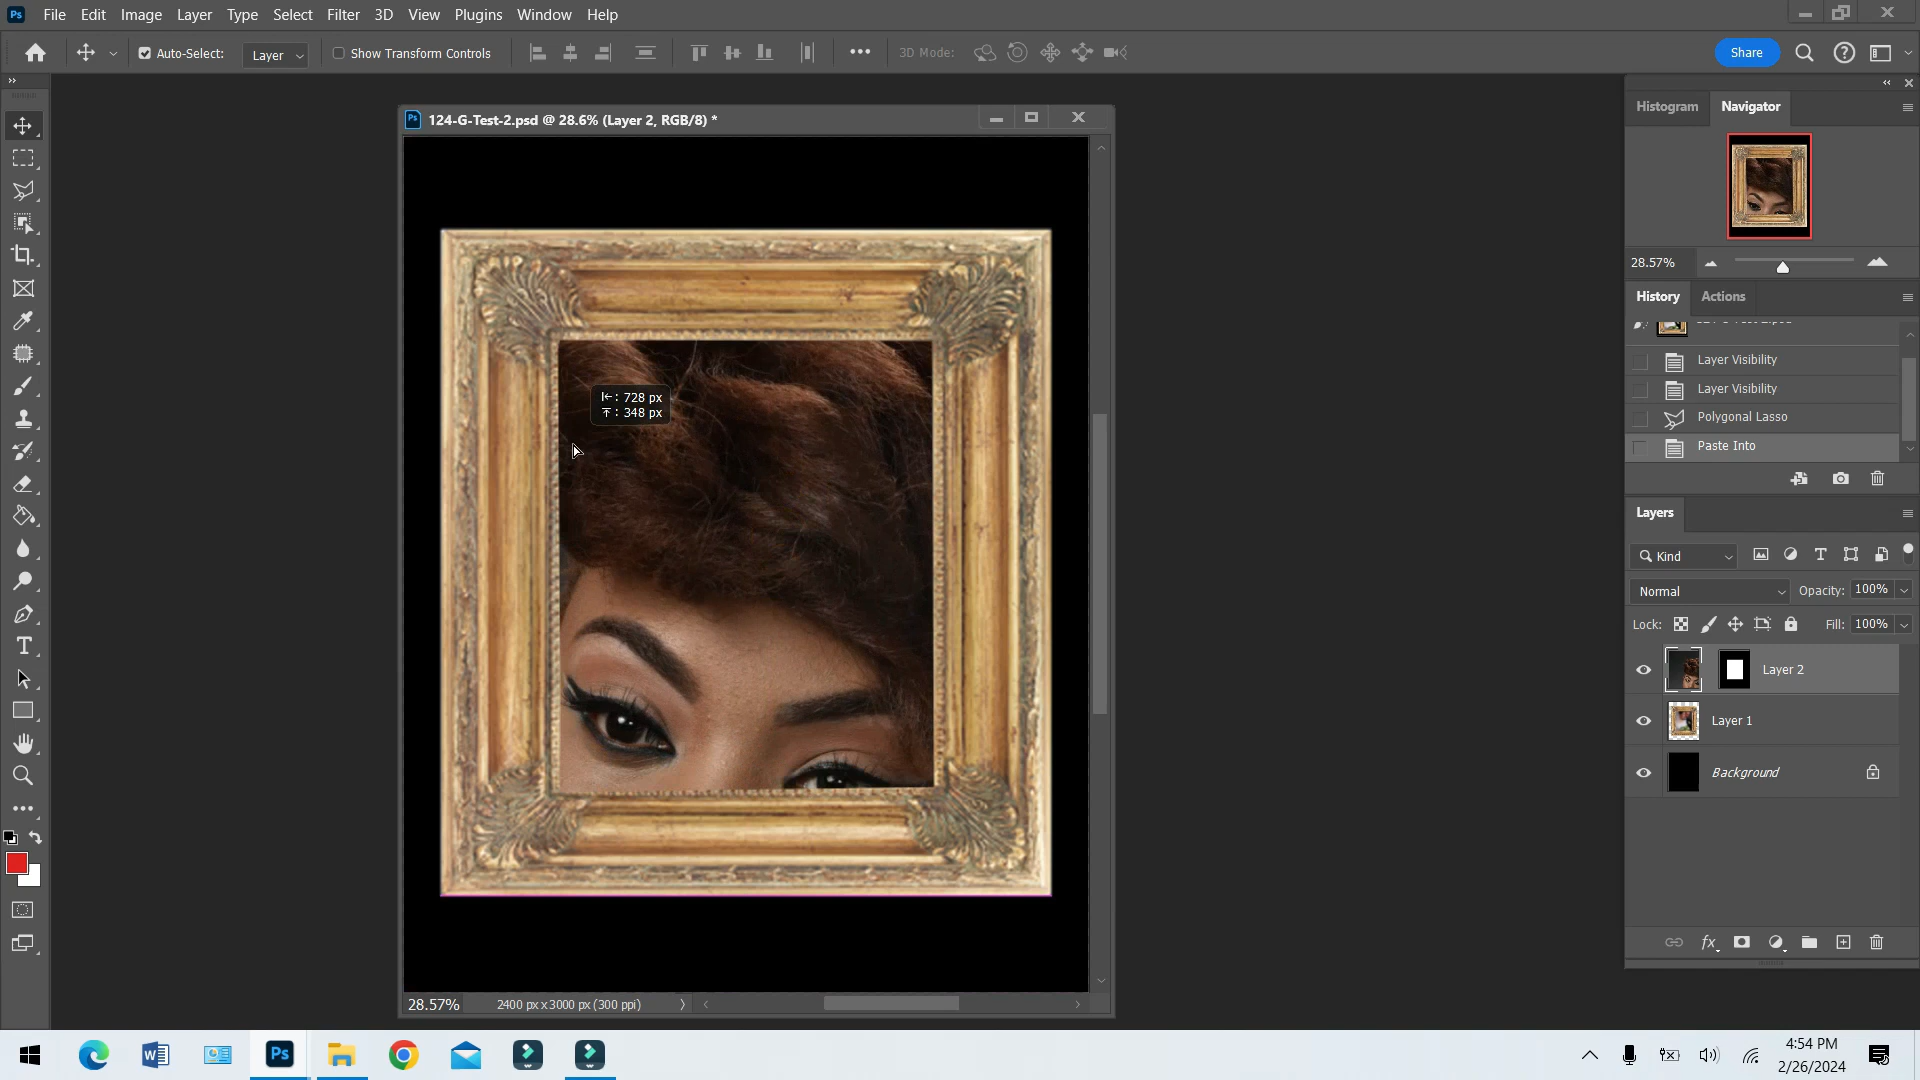 Ps File Edit Image Layer Type Select Filter 3D View Plugins Window Help
Auto-Select: Layer Show Transform Controls ••• 3D Mode: Share
124-G-Test-2.psd @ 28.6% (Layer 2, RGB/8) *
Histogram Navigator
28.57%
History Actions
Layer Visibility
Layer Visibility
Polygonal Lasso
Paste Into
: 728 px
: 348 px
Layers
Kind
Normal Opacity: 100%
Lock: Fill: 100%
Layer 2
Layer 1
Background
fx
28.57% 2400 px x 3000 px (300 ppi)
Ps
4:54 PM
2/26/2024